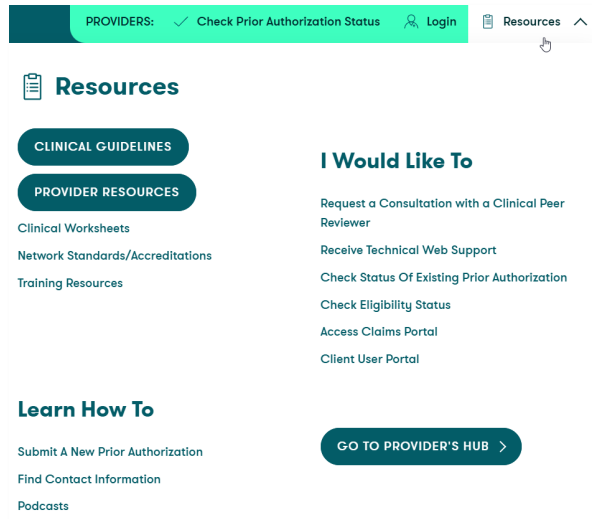 PROVIDERS: Check Prior Authorization Status Login Resources
Resources
CLINICAL GUIDELINES
PROVIDER RESOURCES
Clinical Worksheets
Network Standards/Accreditations
Training Resources
I Would Like To
Request a Consultation with a Clinical Peer
Reviewer
Receive Technical Web Support
Check Status Of Existing Prior Authorization
Check Eligibility Status
Access Claims Portal
Client User Portal
Learn How To
Submit A New Prior Authorization
Find Contact Information
Podcasts
GO TO PROVIDER'S HUB